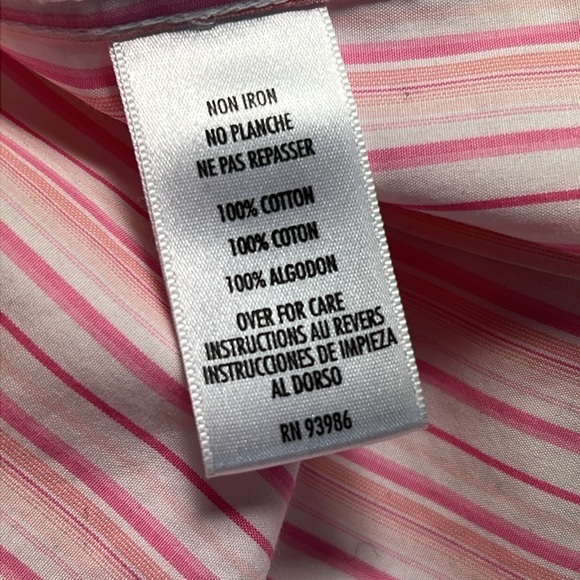 NON IRON
NO PLANCHE
NE PAS REPASSER
100% COTTON
100% COTON
100% ALGODON
OVER FOR CARE
INSTRUCTIONS AU REVERS
INSTRUCCIONES DE IMPIEZA
AL DORSO
RN 93986